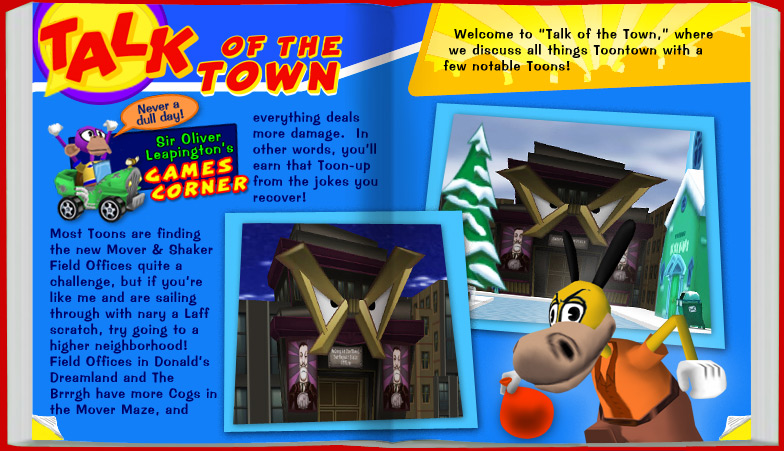 TALK
OF THE
TOWN
Never a
dull day!
Sir Oliver
Leapington's
GAMES
CORNER
Most Toons are finding
the new Mover & Shaker
Field Offices quite a
challenge, but if you're
like me and are sailing
through with nary a Laff
scratch, try going to a
higher neighborhood!
Field Offices in Donald's
Dreamland and The
Brrrgh have more Cogs in
the Mover Maze, and
everything deals
more damage. In
other words, you'll
earn that Toon-up
from the jokes you
recover!
Welcome to "Talk of the Town," where
we discuss all things Toontown with a
few notable Toons!